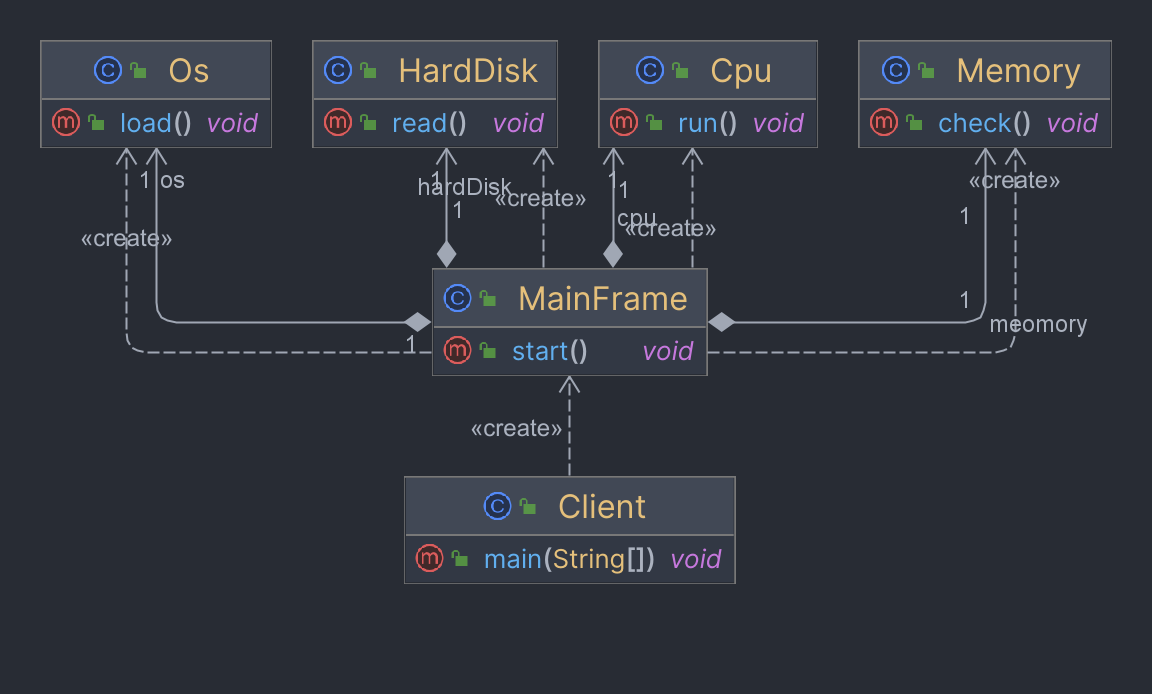 Os
load() void
HardDisk
read() void
Cpu
run() void
Memory
check() void
1 os
«create»
1
1
hardDisk
1
«create»
1
1
cpu
«create»
«create»
1
1
meomory
MainFrame
start() void
«create»
Client
main(String[]) void